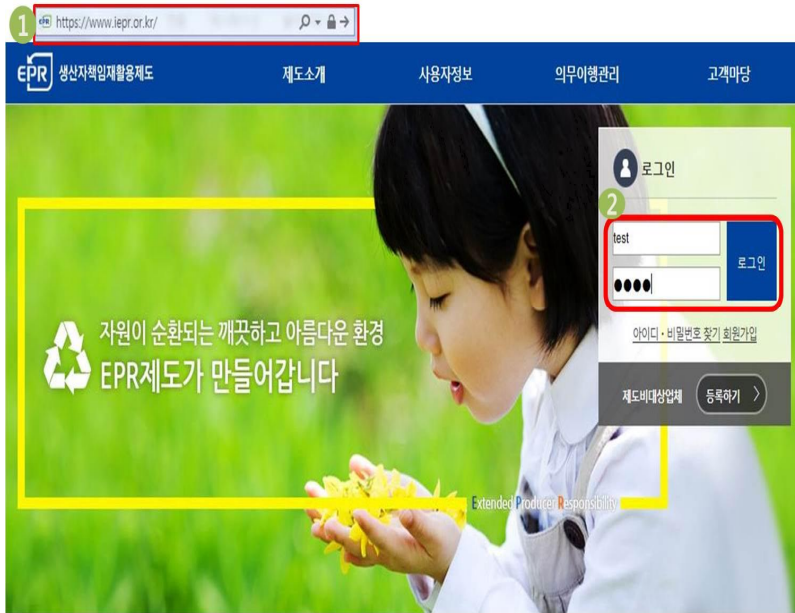 1
https://www.iepr.or.kr/
EPR 생산자책임재활용제도 제도소개 사용자정보 의무이행관리 고객마당
로그인
2
test
●●●●
로그인
아이디 · 비밀번호 찾기 회원가입
제도비대상업체 등록하기 〉
자원이 순환되는 깨끗하고 아름다운 환경
EPR제도가 만들어갑니다
Extended Producer Responsibility